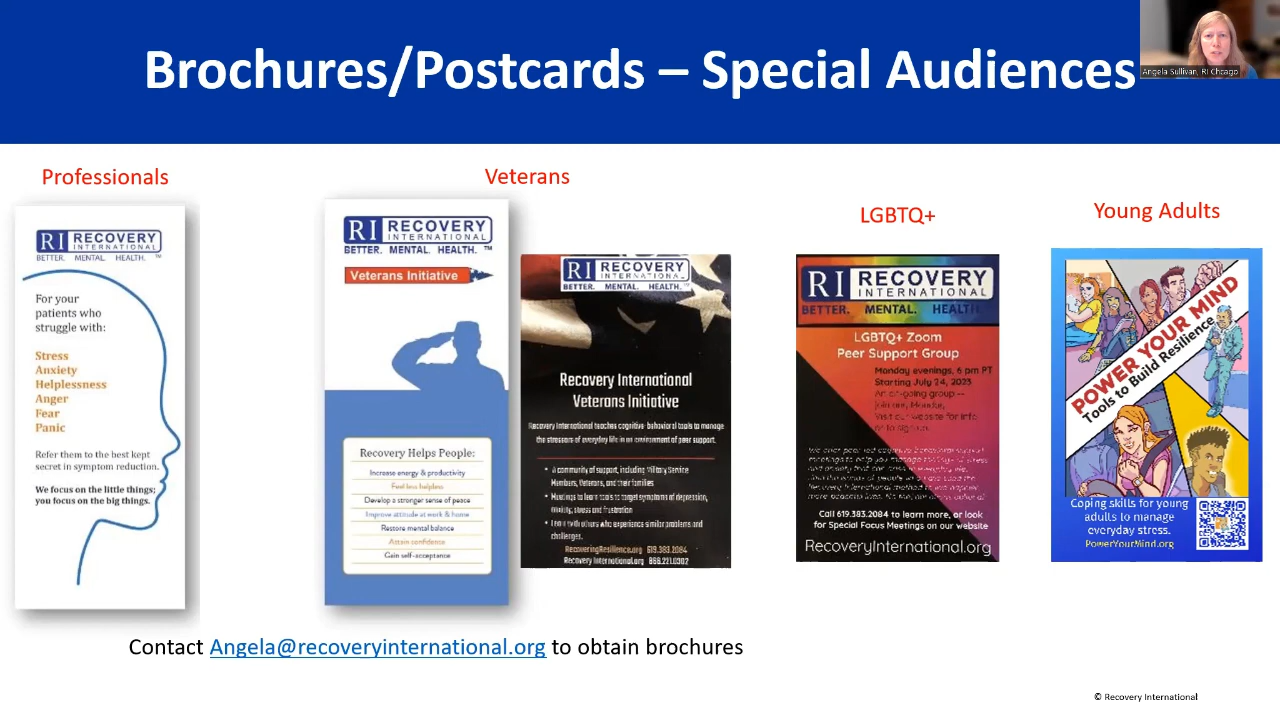 Brochures/Postcards – Special Audiences
Angela Sullivan, RI Chicago
Professionals
RI RECOVERY
INTERNATIONAL
BETTER. MENTAL. HEALTH.
For your
patients who
struggle with:
Stress
Anxiety
Helplessness
Anger
Fear
Panic
Refer them to the best kept
secret in symptom reduction.
We focus on the little things;
you focus on the big things.
Veterans
RI RECOVERY
INTERNATIONAL
BETTER. MENTAL. HEALTH.™
Veterans Initiative
Recovery Helps People:
Increase energy & productivity
Feel less helpless
Develop a stronger sense of peace
Improve attitude at work & home
Restore mental balance
Attain confidence
Gain self-acceptance
RI RECOVERY
INTERNATIONAL
BETTER. MENTAL. HEALTH.
Recovery International
Veterans Initiative
Recovery International teaches cognitive-behavioral tools to manage
the stressors of everyday life in an environment of peer support.
• A community of support, including Military Service
Members, Veterans, and their families
• Meetings to learn tools to target symptoms of depression,
anxiety, stress and frustration
• Learn with others who experience similar problems and
challenges.
RecoveringResilience.org 619.383.2084
Recovery International.org 866.221.0302
LGBTQ+
RI RECOVERY
INTERNATIONAL
BETTER. MENTAL. HEALTH.
LGBTQ+ Zoom
Peer Support Group
Monday evenings, 6 pm PT
Starting July 24, 2023
An on-going group --
join any Monday.
Visit our website for info
or to sign up.
Call 619.383.2084 to learn more, or look
for Special Focus Meetings on our website
RecoveryInternational.org
Young Adults
POWER YOUR MIND
Tools to Build Resilience
Coping skills for young
adults to manage
everyday stress.
PowerYourMind.org
Contact Angela@recoveryinternational.org to obtain brochures
© Recovery International